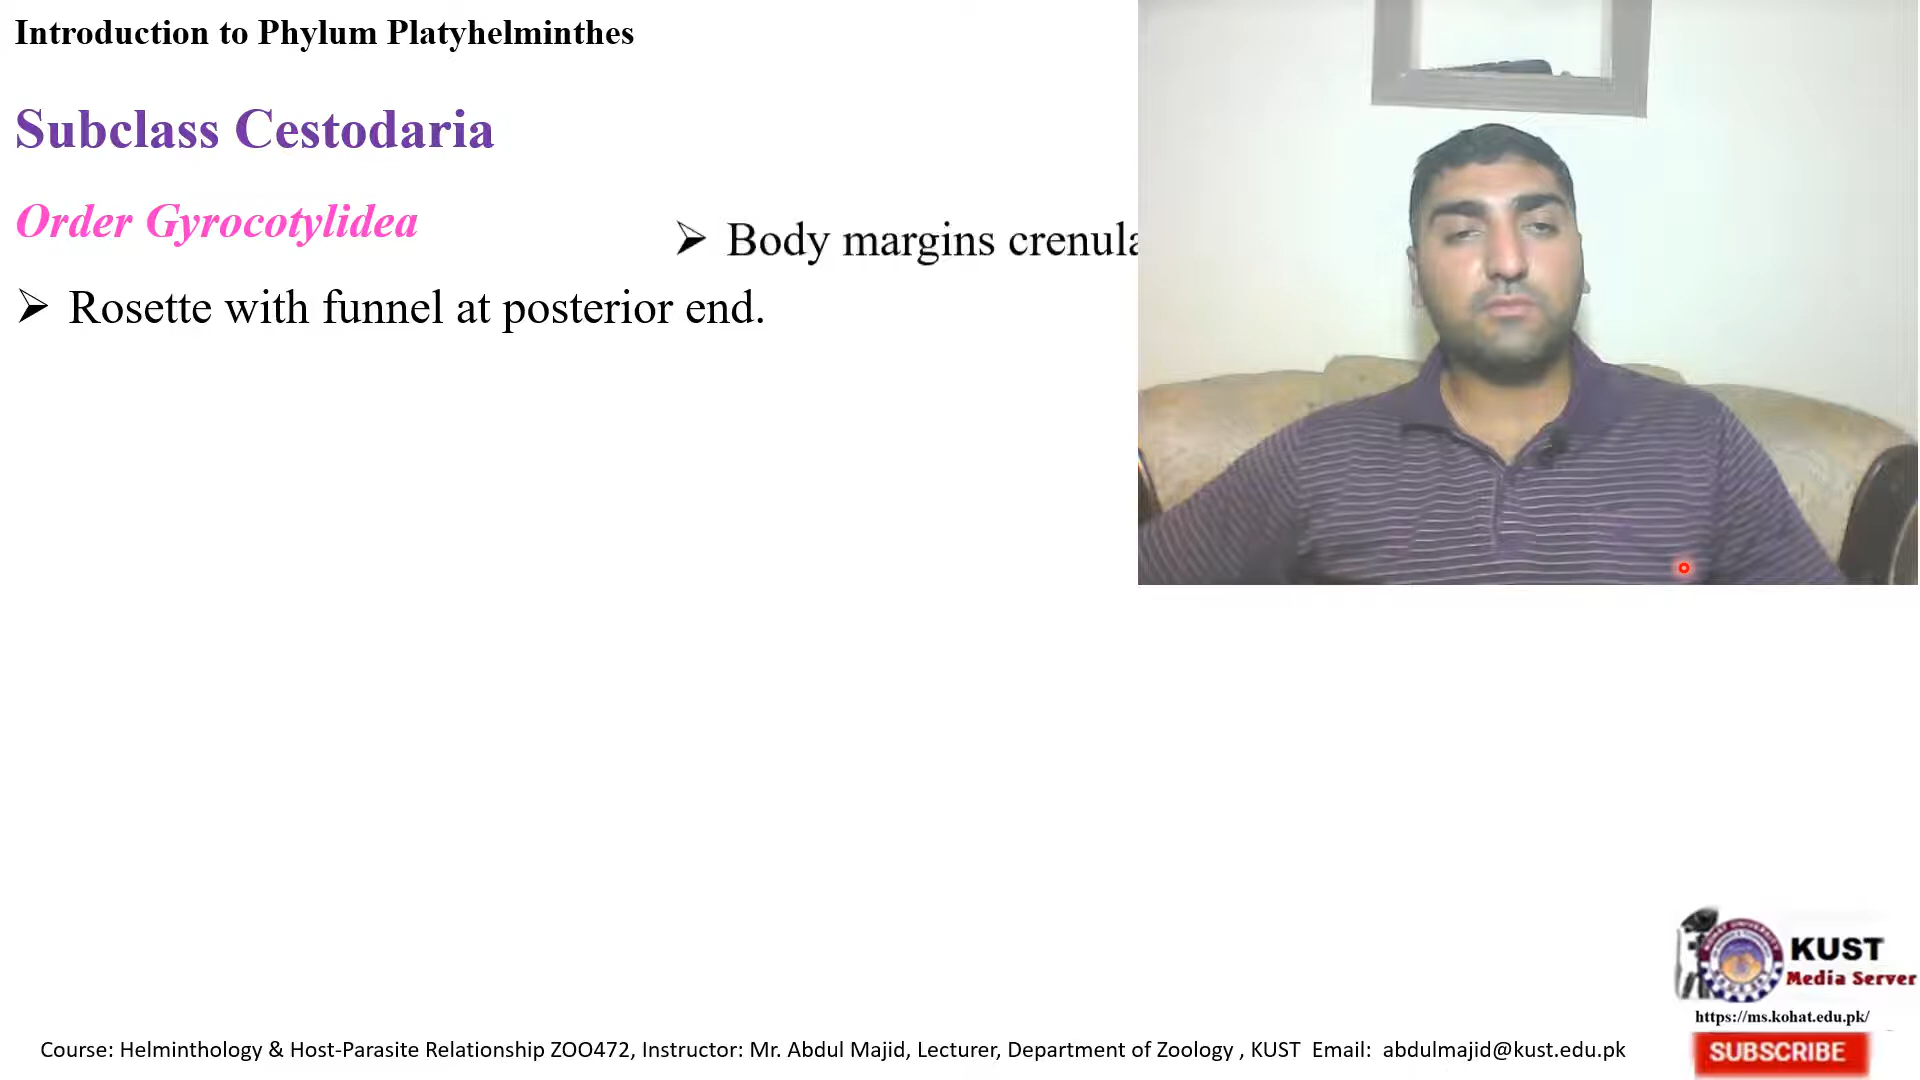 Introduction to Phylum Platyhelminthes
Subclass Cestodaria
Order Gyrocotylidea
➢ Body margins crenula
➢ Rosette with funnel at posterior end.
KUST
Media Server
https://ms.kohat.edu.pk/
SUBSCRIBE
Course: Helminthology & Host-Parasite Relationship ZOO472, Instructor: Mr. Abdul Majid, Lecturer, Department of Zoology , KUST Email: abdulmajid@kust.edu.pk